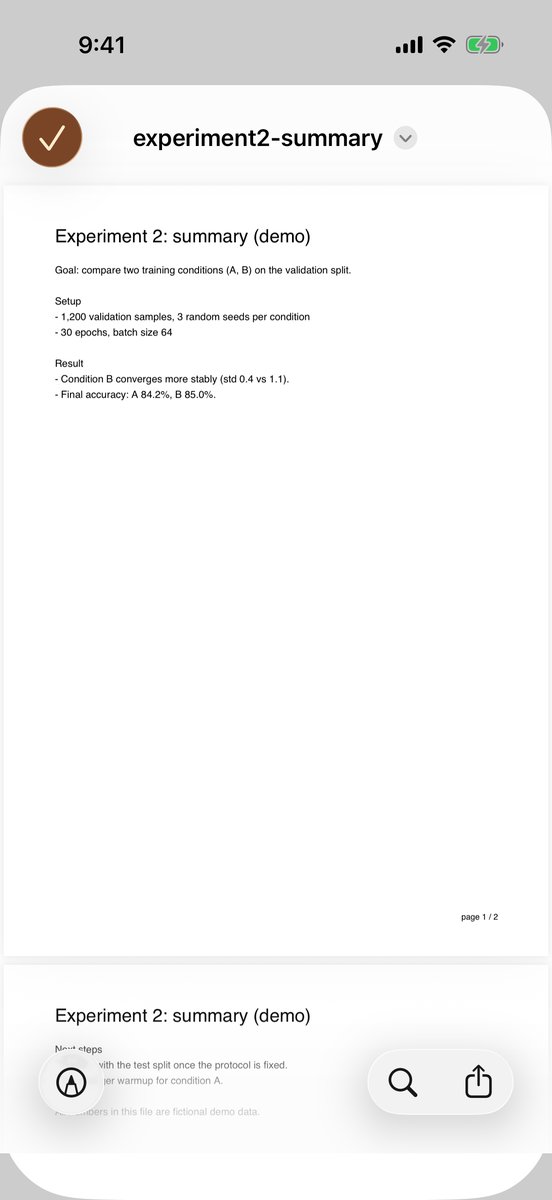 9:41
experiment2-summary
Experiment 2: summary (demo)
Goal: compare two training conditions (A, B) on the validation split.
Setup
- 1,200 validation samples, 3 random seeds per condition
- 30 epochs, batch size 64
Result
- Condition B converges more stably (std 0.4 vs 1.1).
- Final accuracy: A 84.2%, B 85.0%.
page 1 / 2
Experiment 2: summary (demo)
Next steps
with the test split once the protocol is fixed.
warmup for condition A.
in this file are fictional demo data.